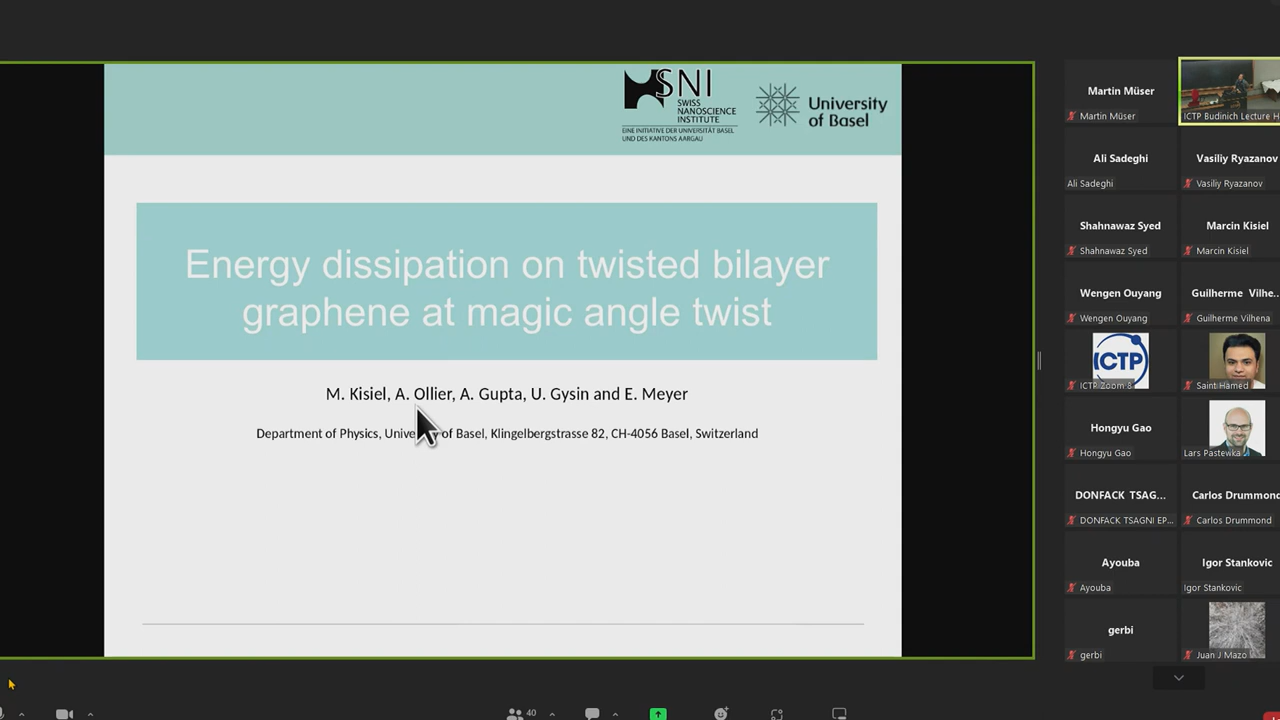 SNI
SWISS
NANOSCIENCE
INSTITUTE
EINE INITIATIVE DER UNIVERSITÄT BASEL
UND DES KANTONS AARGAU
University
of Basel
Energy dissipation on twisted bilayer
graphene at magic angle twist
M. Kisiel, A. Ollier, A. Gupta, U. Gysin and E. Meyer
Department of Physics, University of Basel, Klingelbergstrasse 82, CH-4056 Basel, Switzerland
Martin Müser
Martin Müser
ICTP Budinich Lecture H
Ali Sadeghi
Ali Sadeghi
Vasiliy Ryazanov
Vasiliy Ryazanov
Shahnawaz Syed
Shahnawaz Syed
Marcin Kisiel
Marcin Kisiel
Wengen Ouyang
Wengen Ouyang
Guilherme Vilhe...
Guilherme Vilhena
ICTP
ICTP Zoom 8
Saint Hamed
Hongyu Gao
Hongyu Gao
Lars Pastewka
DONFACK TSAG...
DONFACK TSAGNI EP...
Carlos Drummond
Carlos Drummond
Ayouba
Ayouba
Igor Stankovic
Igor Stankovic
gerbi
gerbi
Juan J Mazo
40